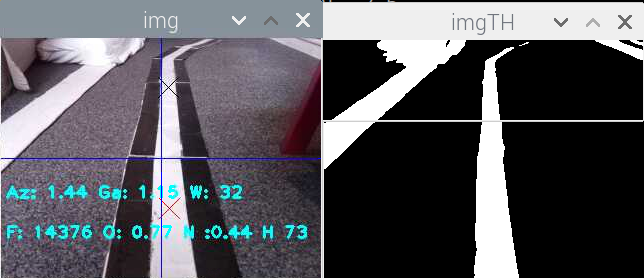 img
imgTH
Az: 1.44 Ga: 1.15 W: 32
F: 14376 O: 0.77 N :0.44 H 73